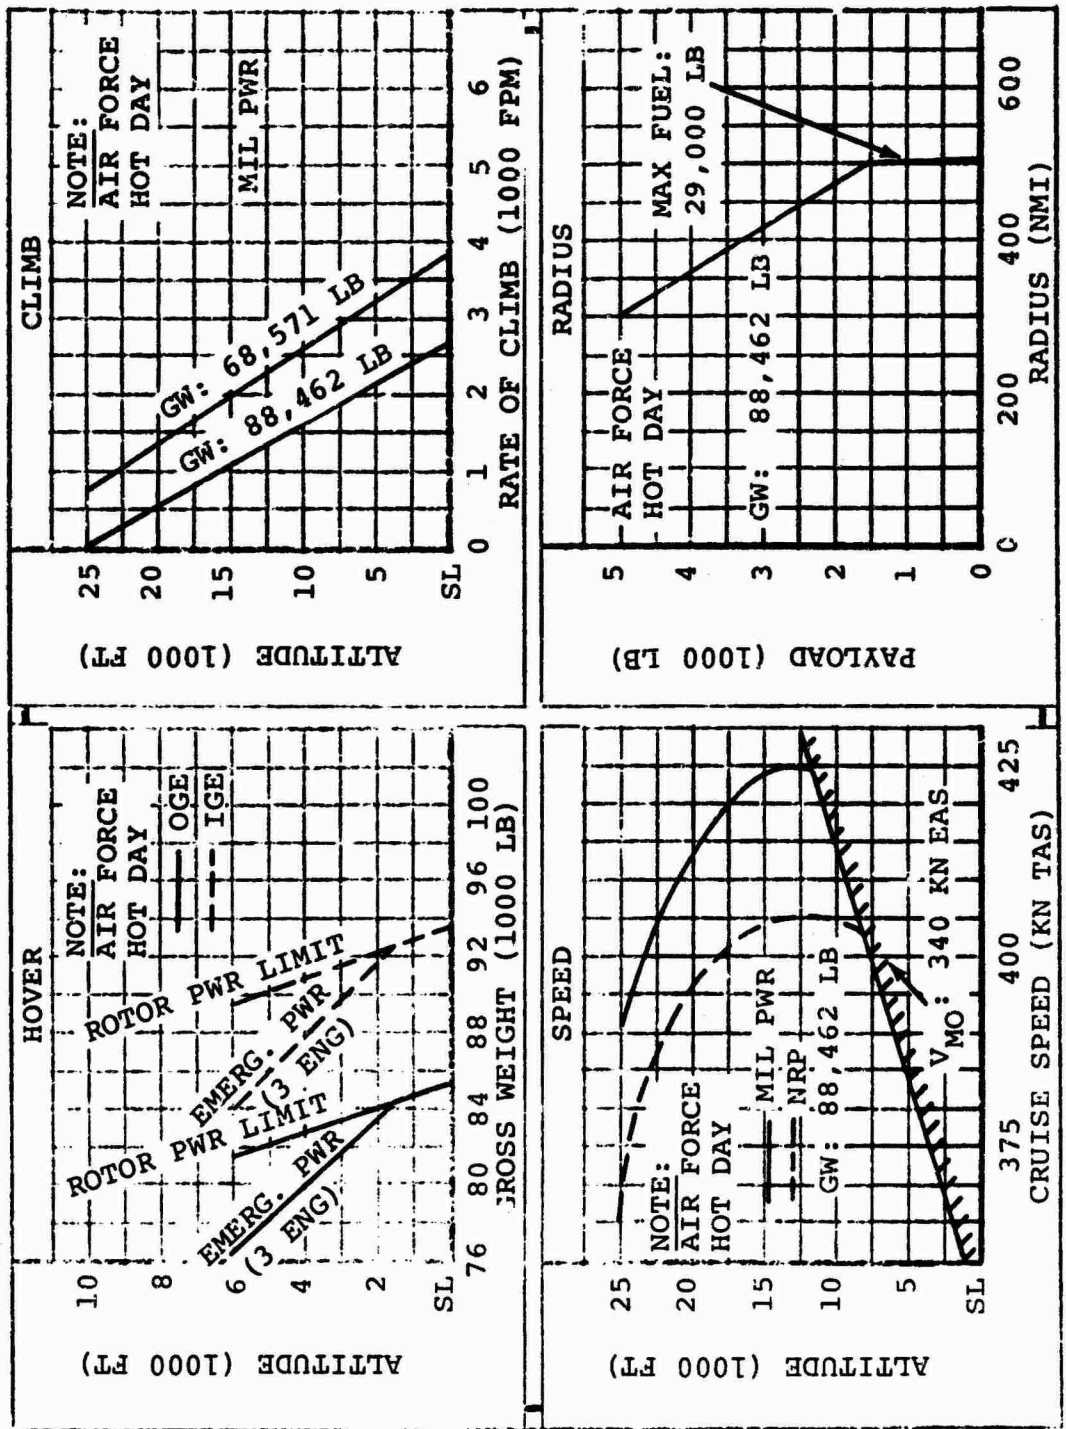 HOVER
NOTE:
AIR FORCE
HOT DAY
OGE
IGE
ROTOR PWR LIMIT
EMERG. PWR
(3 ENG)
ROTOR PWR LIMIT
EMERG. PWR
(3 ENG)
ALTITUDE (1000 FT)
10
8
6
4
2
SL
76 80 84 88 92 96 100
GROSS WEIGHT (1000 LB)
CLIMB
NOTE:
AIR FORCE
HOT DAY
MIL PWR
GW: 68,571 LB
GW: 88,462 LB
ALTITUDE (1000 FT)
25
20
15
10
5
SL
0 1 2 3 4 5 6
RATE OF CLIMB (1000 FPM)
SPEED
NOTE:
AIR FORCE
HOT DAY
MIL PWR
NRP
GW: 88,462 LB
VMO: 340 KN EAS
ALTITUDE (1000 FT)
25
20
15
10
5
SL
375 400 425
CRUISE SPEED (KN TAS)
RADIUS
AIR FORCE
HOT DAY
GW: 88,462 LB
MAX FUEL:
29,000 LB
PAYLOAD (1000 LB)
5
4
3
2
1
0
0 200 400 600
RADIUS (NMI)